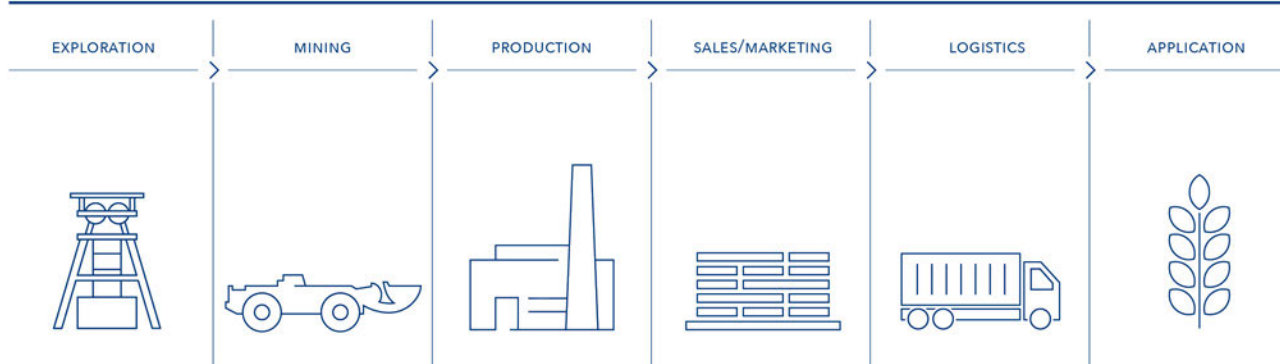 EXPLORATION
MINING
PRODUCTION
SALES/MARKETING
LOGISTICS
APPLICATION